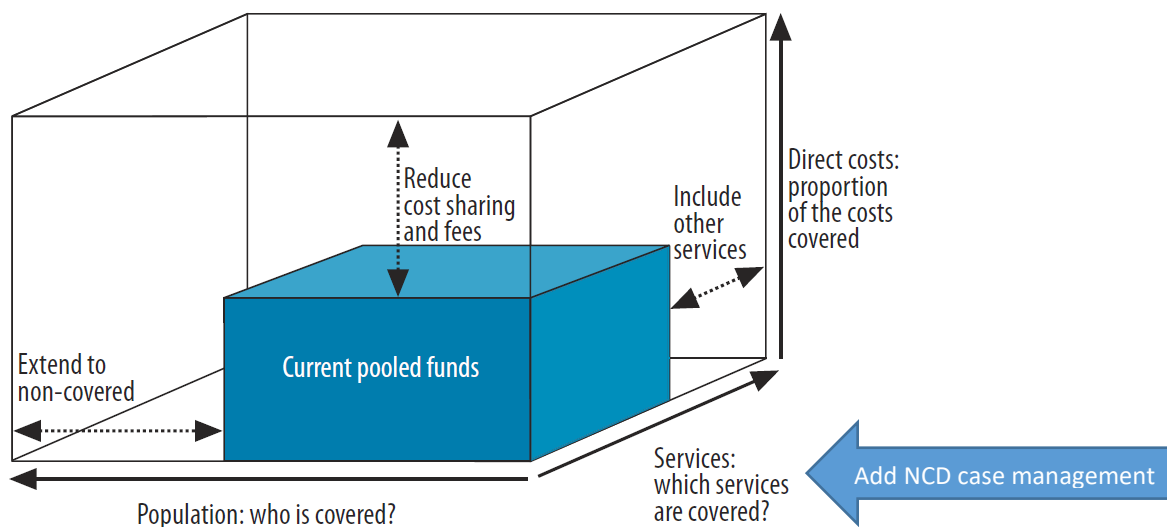 Reduce
cost sharing
and fees
Include
other
services
Direct costs:
proportion
of the costs
covered
Extend to
non-covered
Current pooled funds
Services:
which services
are covered?
Add NCD case management
Population: who is covered?